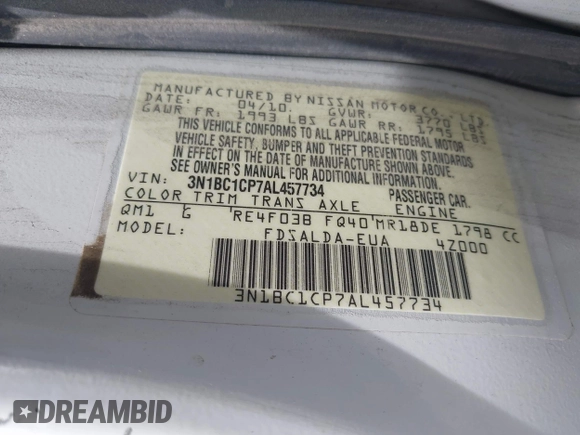 MANUFACTURED BY NISSAN MOTOR CO., LTD.
DATE: 04/10. GVWR: 3770 LBS
GAWR FR: 1993 LBS GAWR RR: 1795 LBS
THIS VEHICLE CONFORMS TO ALL APPLICABLE FEDERAL MOTOR
VEHICLE SAFETY, BUMPER AND THEFT PREVENTION STANDARDS
IN EFFECT ON THE DATE OF MANUFACTURE SHOWN ABOVE.
SEE OWNER'S MANUAL FOR ADDITIONAL INFORMATION.
VIN: 3N1BC1CP7AL457734 PASSENGER CAR.
COLOR TRIM TRANS AXLE ENGINE
QM1 G RE4F03B FQ40 MR18DE 1798 CC
MODEL: FDSALDA-EUA 4Z000
3N1BC1CP7AL457734
DREAMBID